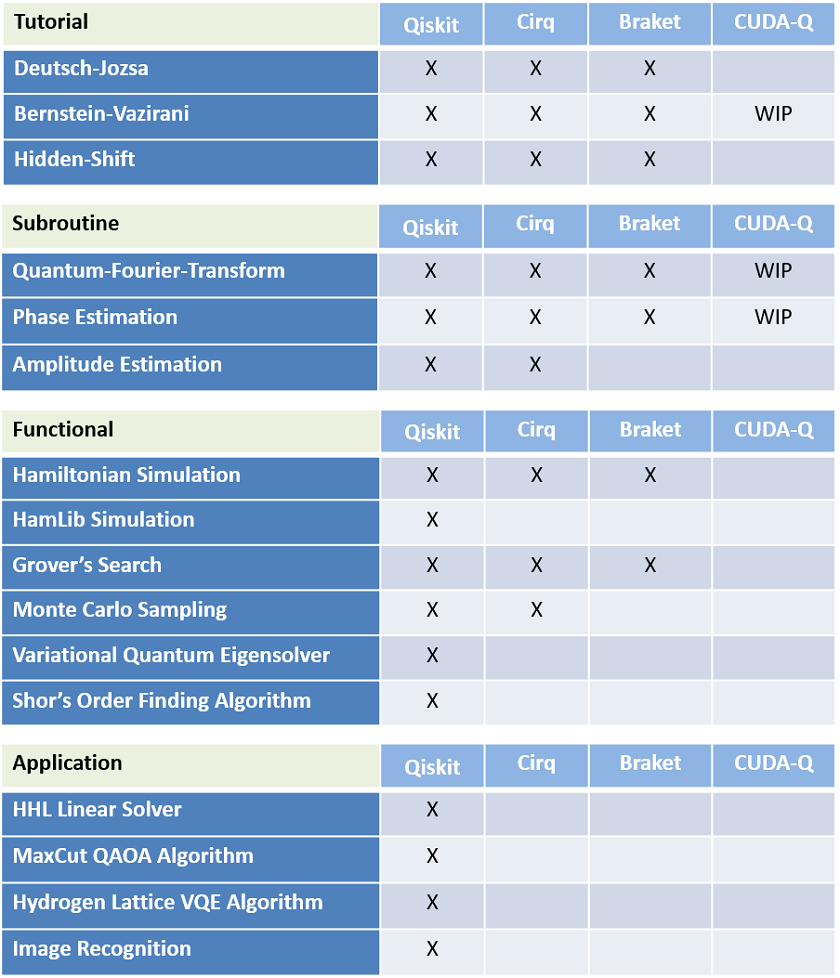 Tutorial Qiskit Cirq Braket CUDA-Q
Deutsch-Jozsa X X X
Bernstein-Vazirani X X X WIP
Hidden-Shift X X X
Subroutine Qiskit Cirq Braket CUDA-Q
Quantum-Fourier-Transform X X X WIP
Phase Estimation X X X WIP
Amplitude Estimation X X
Functional Qiskit Cirq Braket CUDA-Q
Hamiltonian Simulation X X X
HamLib Simulation X
Grover’s Search X X X
Monte Carlo Sampling X X
Variational Quantum Eigensolver X
Shor’s Order Finding Algorithm X
Application Qiskit Cirq Braket CUDA-Q
HHL Linear Solver X
MaxCut QAOA Algorithm X
Hydrogen Lattice VQE Algorithm X
Image Recognition X